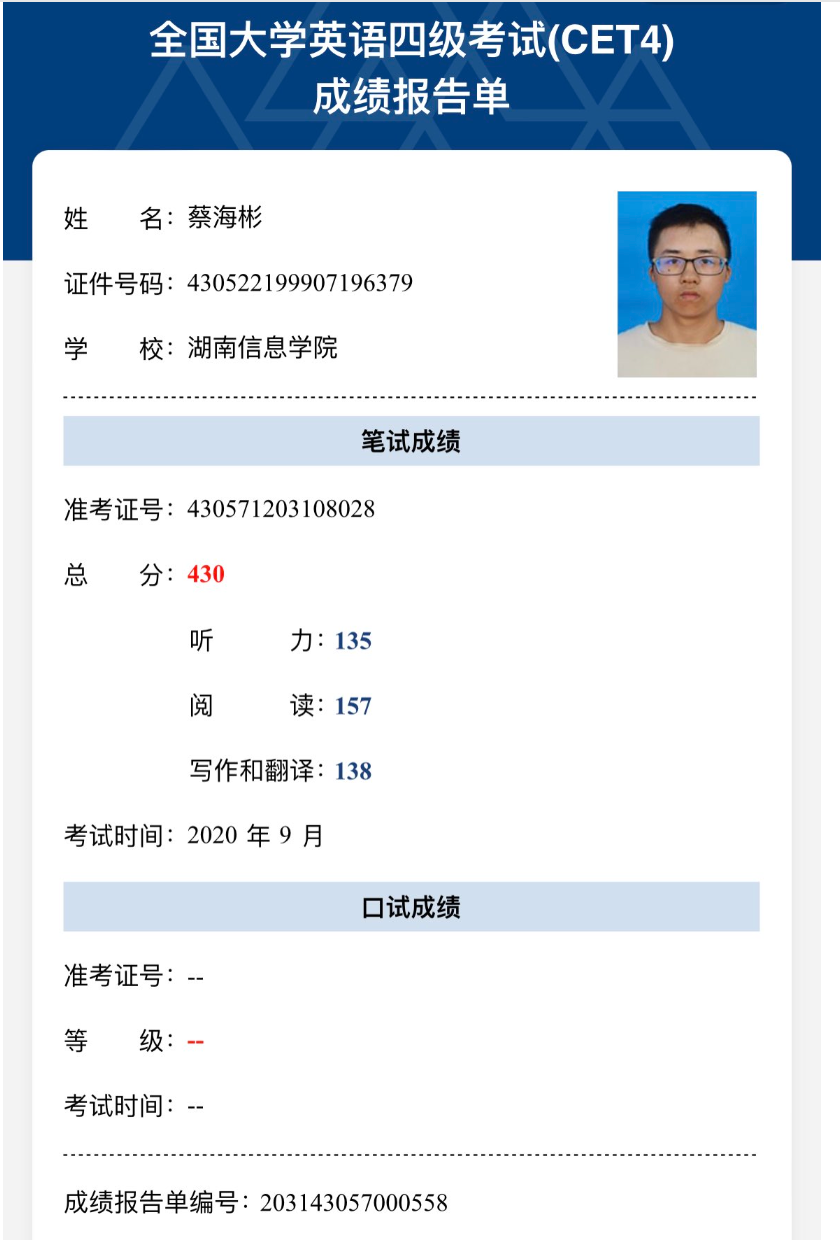 全国大学英语四级考试(CET4)
成绩报告单
姓名：蔡海彬
证件号码：430522199907196379
学校：湖南信息学院
笔试成绩
准考证号：430571203108028
总分：430
听力：135
阅读：157
写作和翻译：138
考试时间：2020 年 9 月
口试成绩
准考证号：--
等级：--
考试时间：--
成绩报告单编号：203143057000558